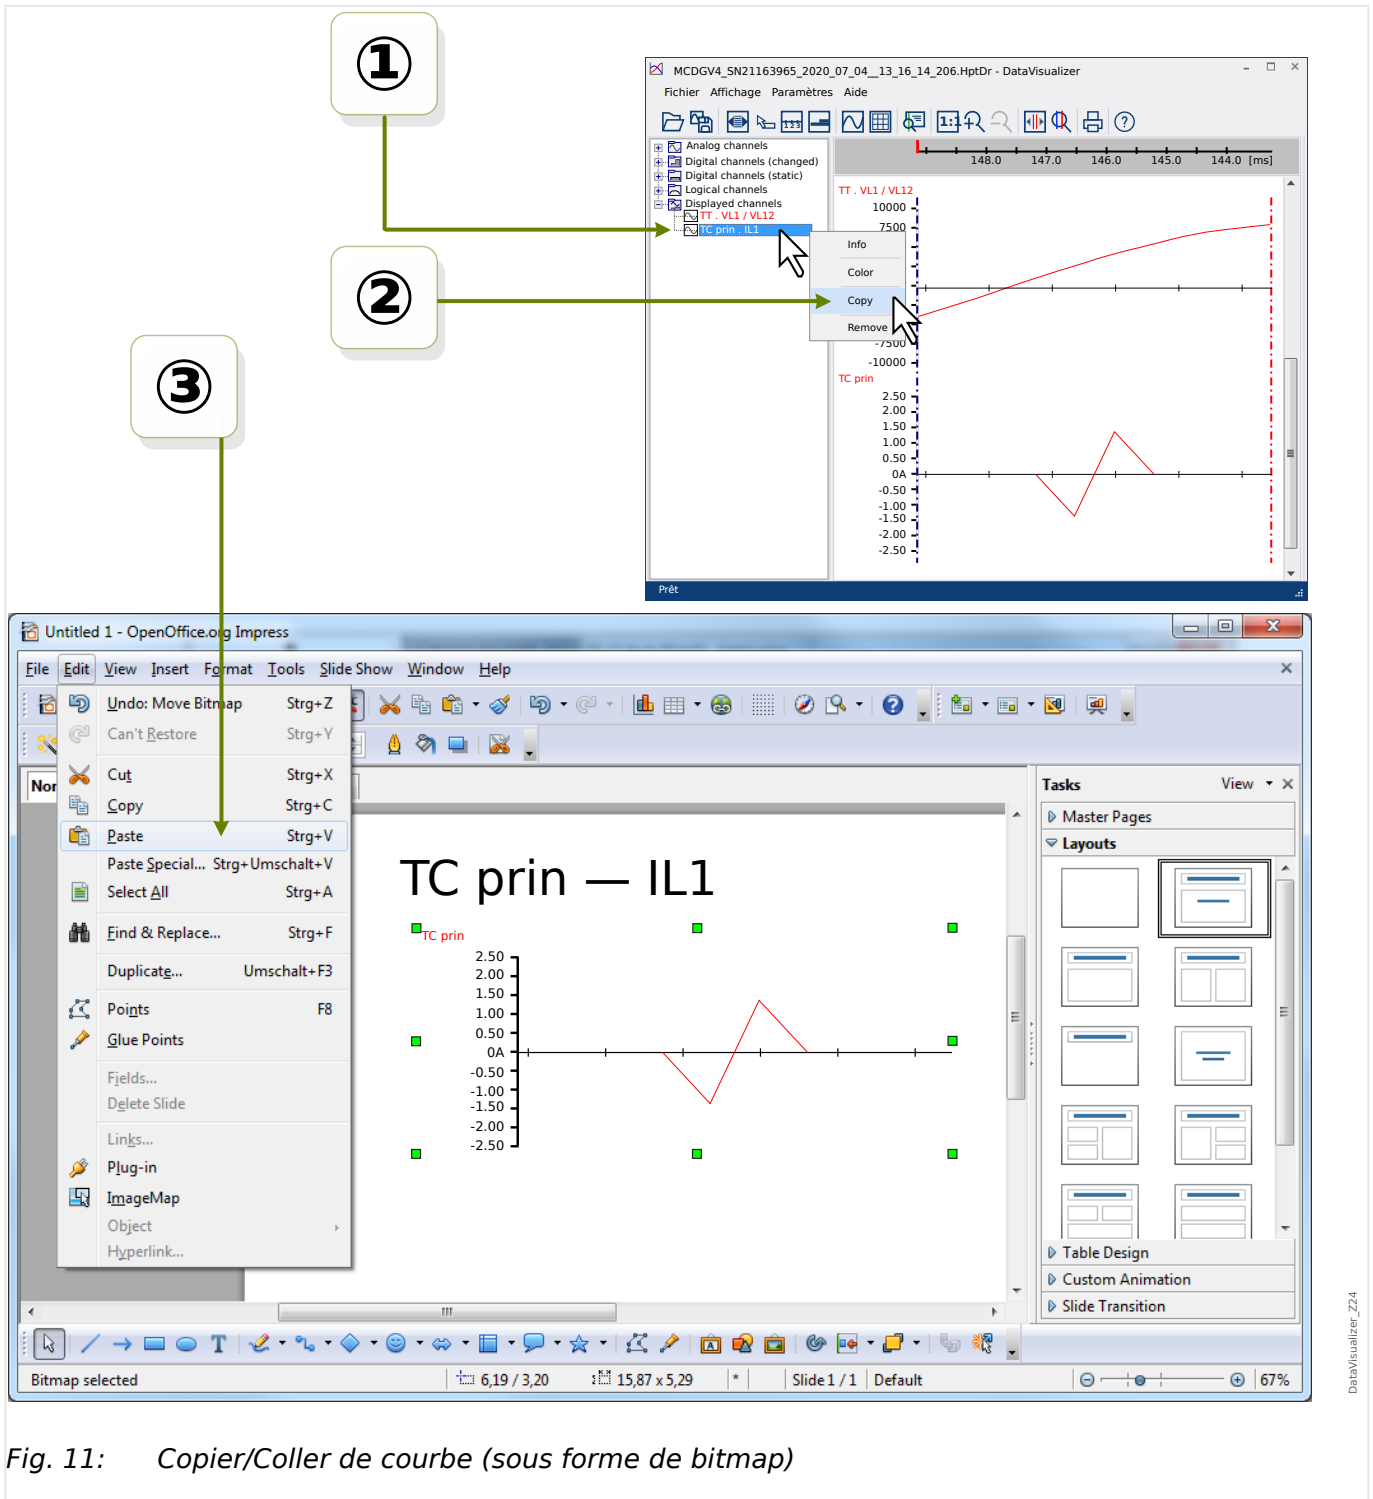 ①
MCDGV4_SN21163965_2020_07_04__13_16_14_206.HptDr - DataVisualizer
Fichier Affichage Paramètres Aide
123
1:1
Analog channels
Digital channels (changed)
Digital channels (static)
Logical channels
Displayed channels
TT . VL1 / VL12
TC prin . IL1
148.0 147.0 146.0 145.0 144.0 [ms]
TT . VL1 / VL12
10000
7500
②
Info
Color
Copy
Remove
-7500
-10000
③
TC prin
2.50
2.00
1.50
1.00
0.50
0A
-0.50
-1.00
-1.50
-2.00
-2.50
Prêt
Untitled 1 - OpenOffice.org Impress
File Edit View Insert Format Tools Slide Show Window Help
Undo: Move Bitmap Strg+Z
Can't Restore Strg+Y
Cut Strg+X
Copy Strg+C
Paste Strg+V
Paste Special... Strg+Umschalt+V
Select All Strg+A
Find & Replace... Strg+F
Duplicate... Umschalt+F3
Points F8
Glue Points
Fields...
Delete Slide
Links...
Plug-in
ImageMap
Object
Hyperlink...
Nor
TC prin — IL1
TC prin
2.50
2.00
1.50
1.00
0.50
0A
-0.50
-1.00
-1.50
-2.00
-2.50
Tasks View
Master Pages
Layouts
Table Design
Custom Animation
Slide Transition
Bitmap selected 6,19 / 3,20 15,87 x 5,29 * Slide 1 / 1 Default 67%
DataVisualizer_Z24
Fig. 11: Copier/Coller de courbe (sous forme de bitmap)